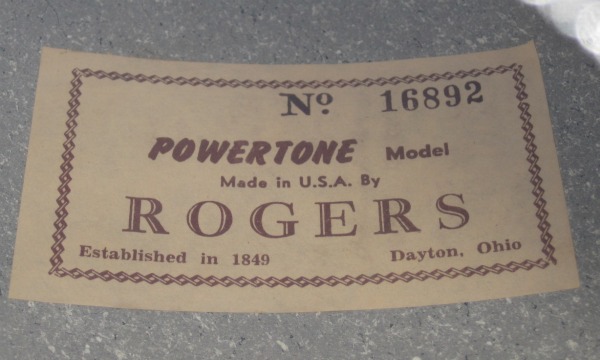 Nº 16892
POWERTONE Model
Made in U.S.A. By
ROGERS
Established in 1849 Dayton, Ohio